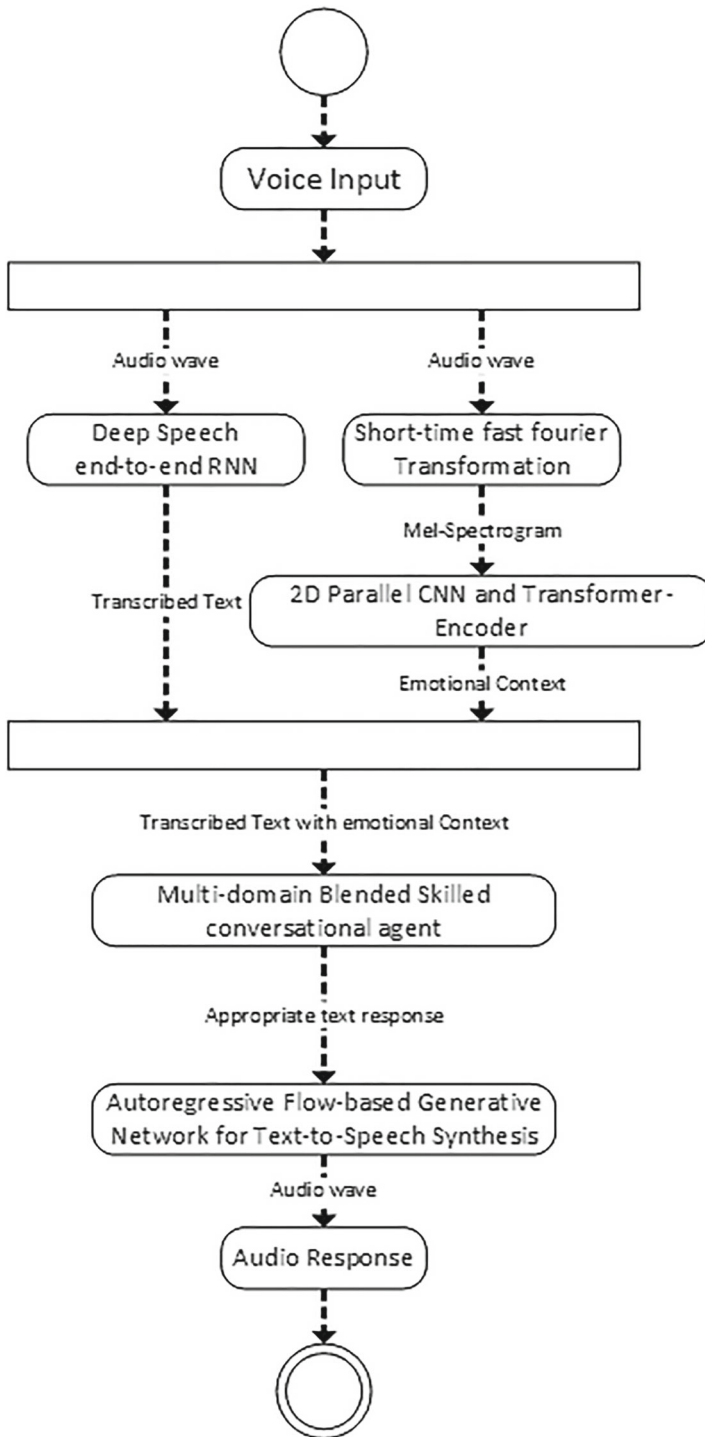 Voice Input
Audio wave
Audio wave
Deep Speech
end-to-end RNN
Short-time fast fourier
Transformation
Mel-Spectrogram
Transcribed Text
2D Parallel CNN and Transformer-
Encoder
Emotional Context
Transcribed Text with emotional Context
Multi-domain Blended Skilled
conversational agent
Appropriate text response
Autoregressive Flow-based Generative
Network for Text-to-Speech Synthesis
Audio wave
Audio Response